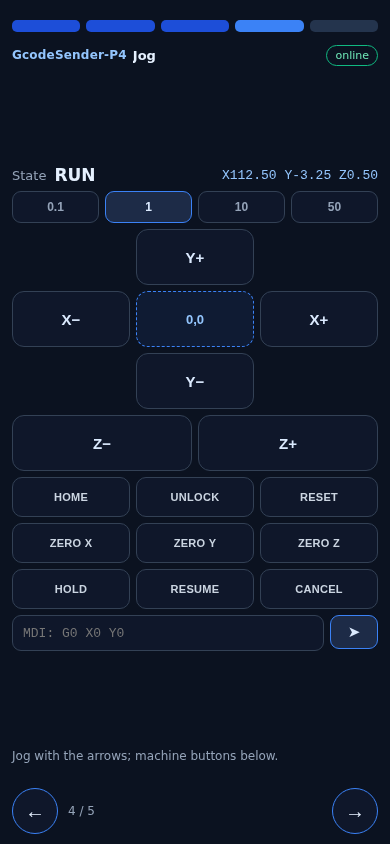 GcodeSender-P4 Jog online
State RUN X112.50 Y-3.25 Z0.50
0.1 1 10 50
Y+
X− 0,0 X+
Y−
Z− Z+
HOME UNLOCK RESET
ZERO X ZERO Y ZERO Z
HOLD RESUME CANCEL
MDI: G0 X0 Y0 ➤
Jog with the arrows; machine buttons below.
← 4 / 5 →